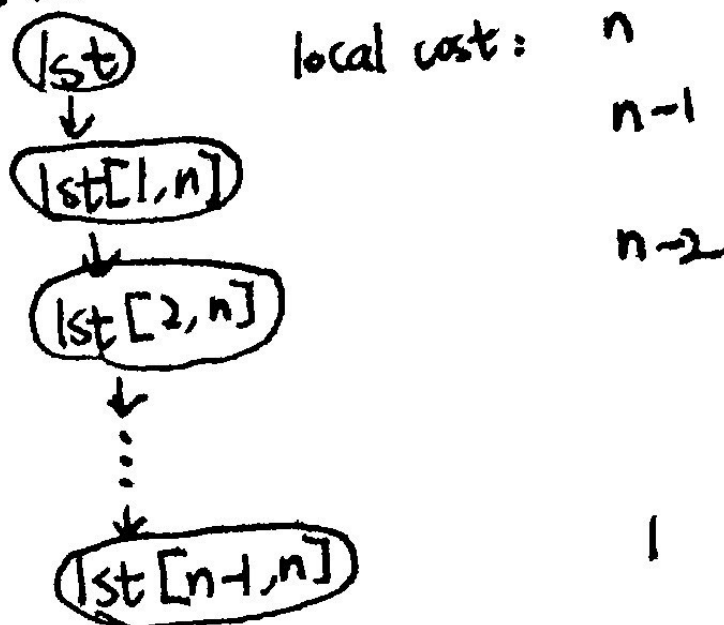 lst local cost: n
n-1
lst[1,n]
n-2
lst[2,n]
lst[n-1,n] 1